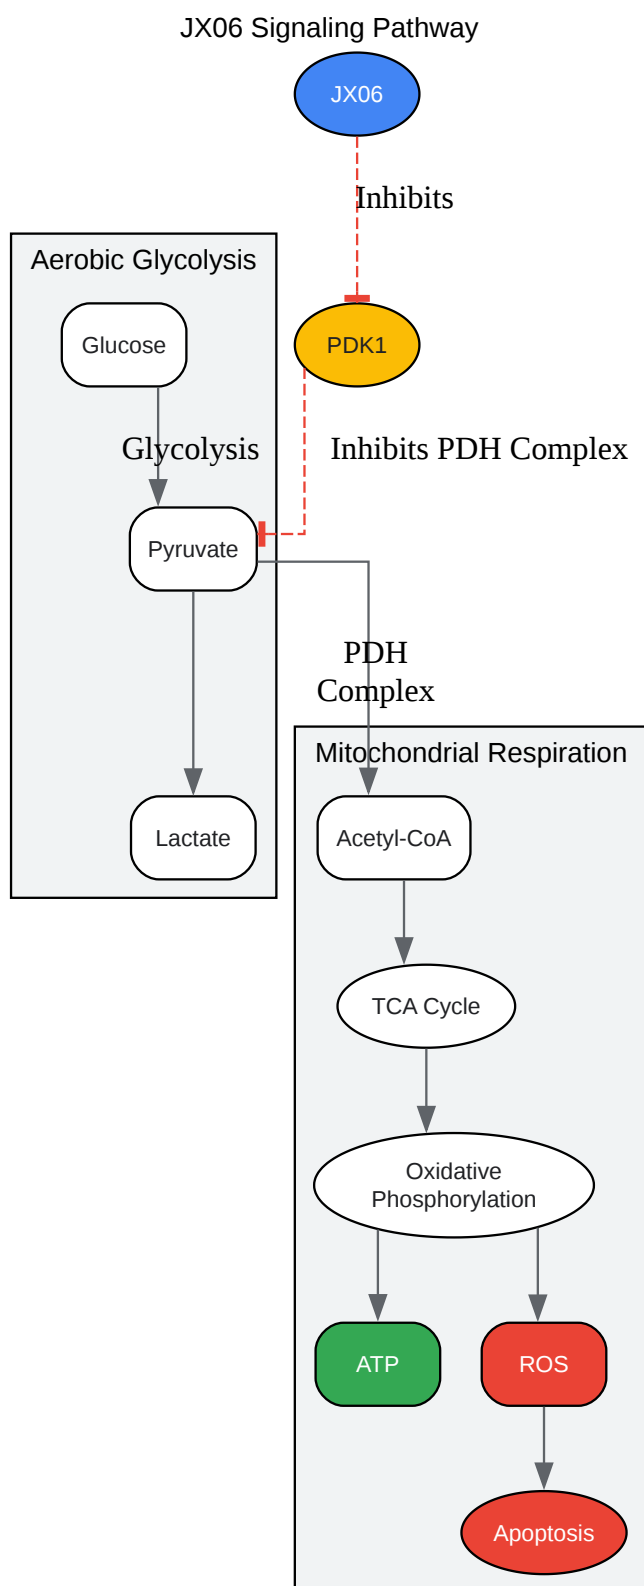 JX06 Signaling Pathway
JX06
Inhibits
Aerobic Glycolysis
Glucose
PDK1
Glycolysis
Inhibits PDH Complex
Pyruvate
PDH
Complex
Mitochondrial Respiration
Lactate
Acetyl-CoA
TCA Cycle
Oxidative
Phosphorylation
ATP
ROS
Apoptosis